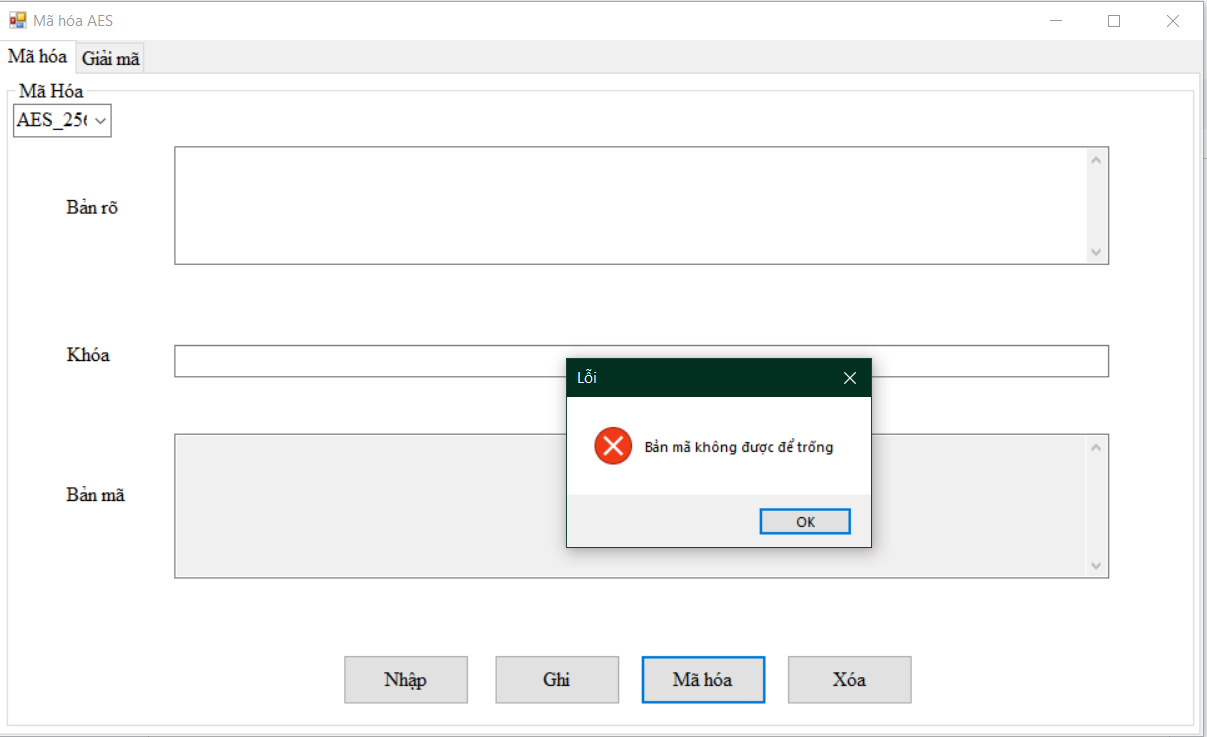 Mã hóa AES
Mã hóa
Giải mã
Mã Hóa
AES_256
Bản rõ
Khóa
Lỗi
Bản mã không được để trống
OK
Bản mã
Nhập
Ghi
Mã hóa
Xóa